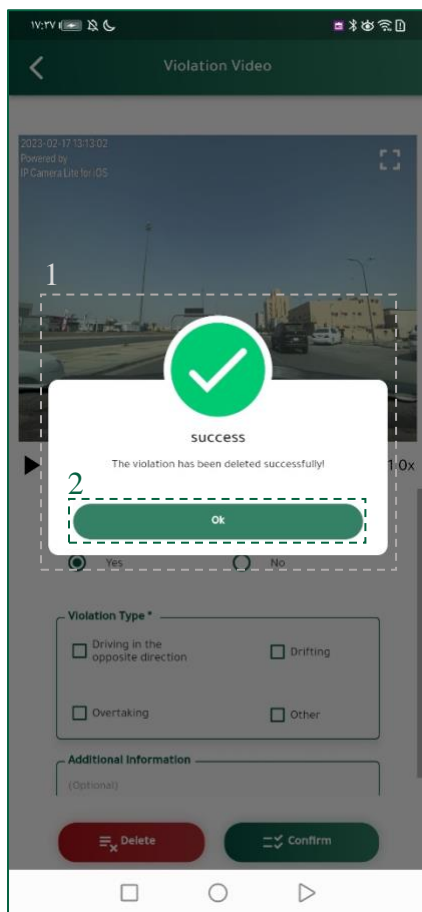 ١٧:٢٧
Violation Video
2023-02-17 13:13:02
Powered by
IP Camera Lite for iOS
1
success
The violation has been deleted successfully!
1.0x
2
Ok
Yes
No
Violation Type *
Driving in the
opposite direction
Drifting
Overtaking
Other
Additional Information
(Optional)
Delete
Confirm